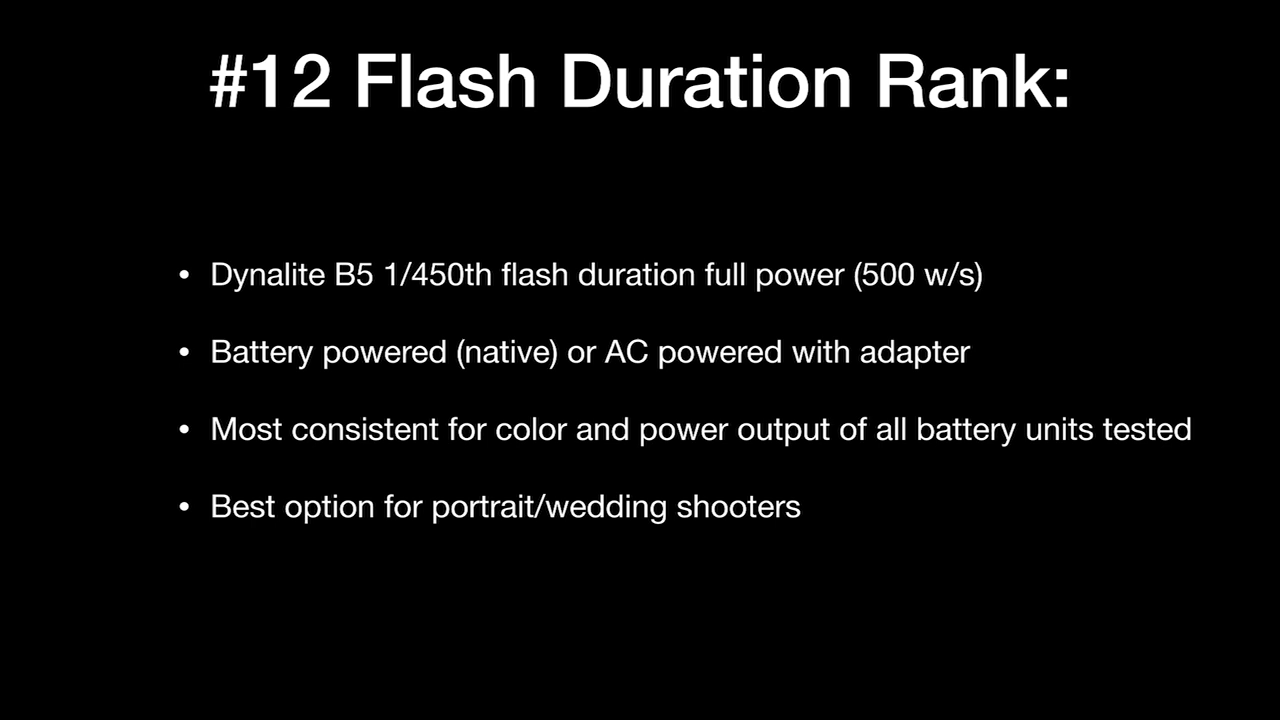 #12 Flash Duration Rank:
• Dynalite B5 1/450th flash duration full power (500 w/s)
• Battery powered (native) or AC powered with adapter
• Most consistent for color and power output of all battery units tested
• Best option for portrait/wedding shooters